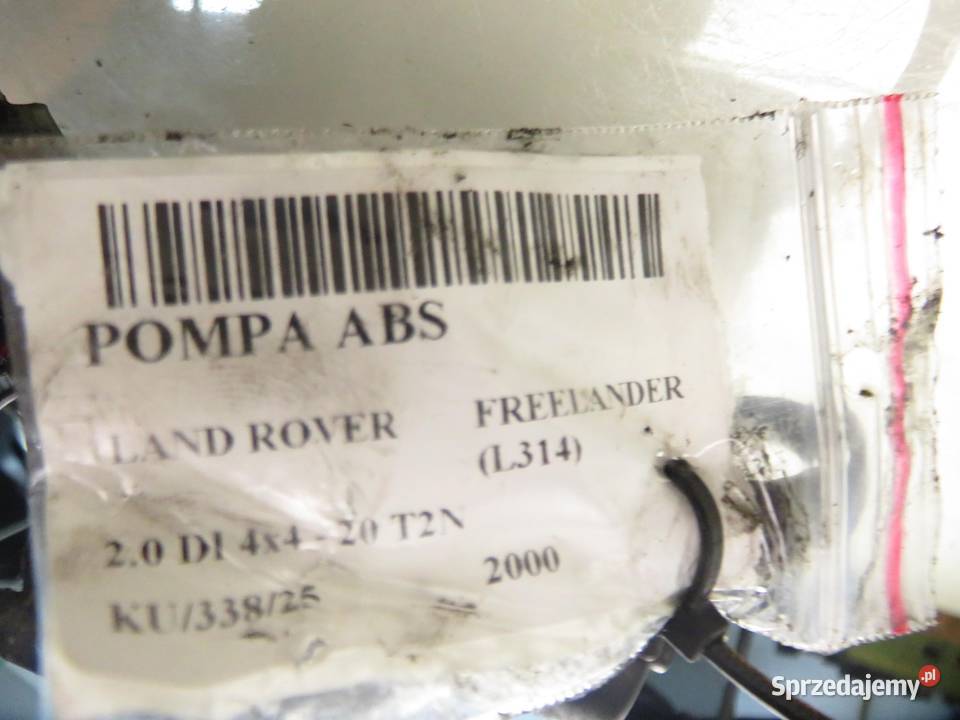 POMPA ABS
LAND ROVER FREELANDER
(L314)
2.0 DI 4x4 - 20 T2N
2000
KU/338/25
Sprzedajemy.pl